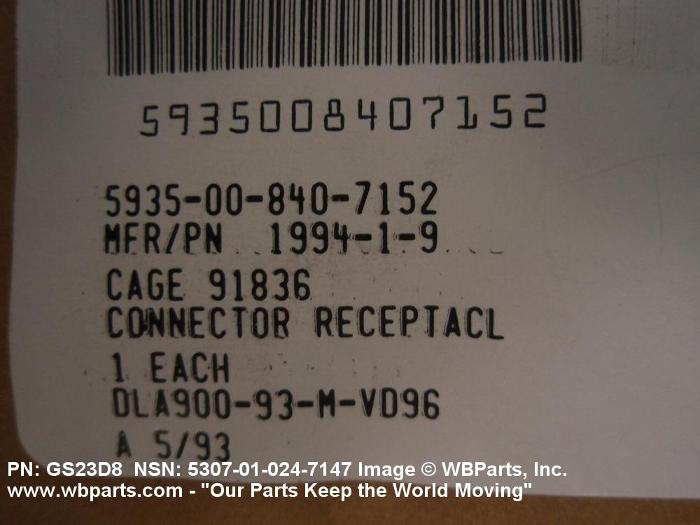 5935008407152
5935-00-840-7152
MFR/PN 1994-1-9
CAGE 91836
CONNECTOR RECEPTACL
1 EACH
DLA900-93-M-VD96
A 5/93
PN: GS23D8 NSN: 5307-01-024-7147 Image © WBParts, Inc.
www.wbparts.com - "Our Parts Keep the World Moving"